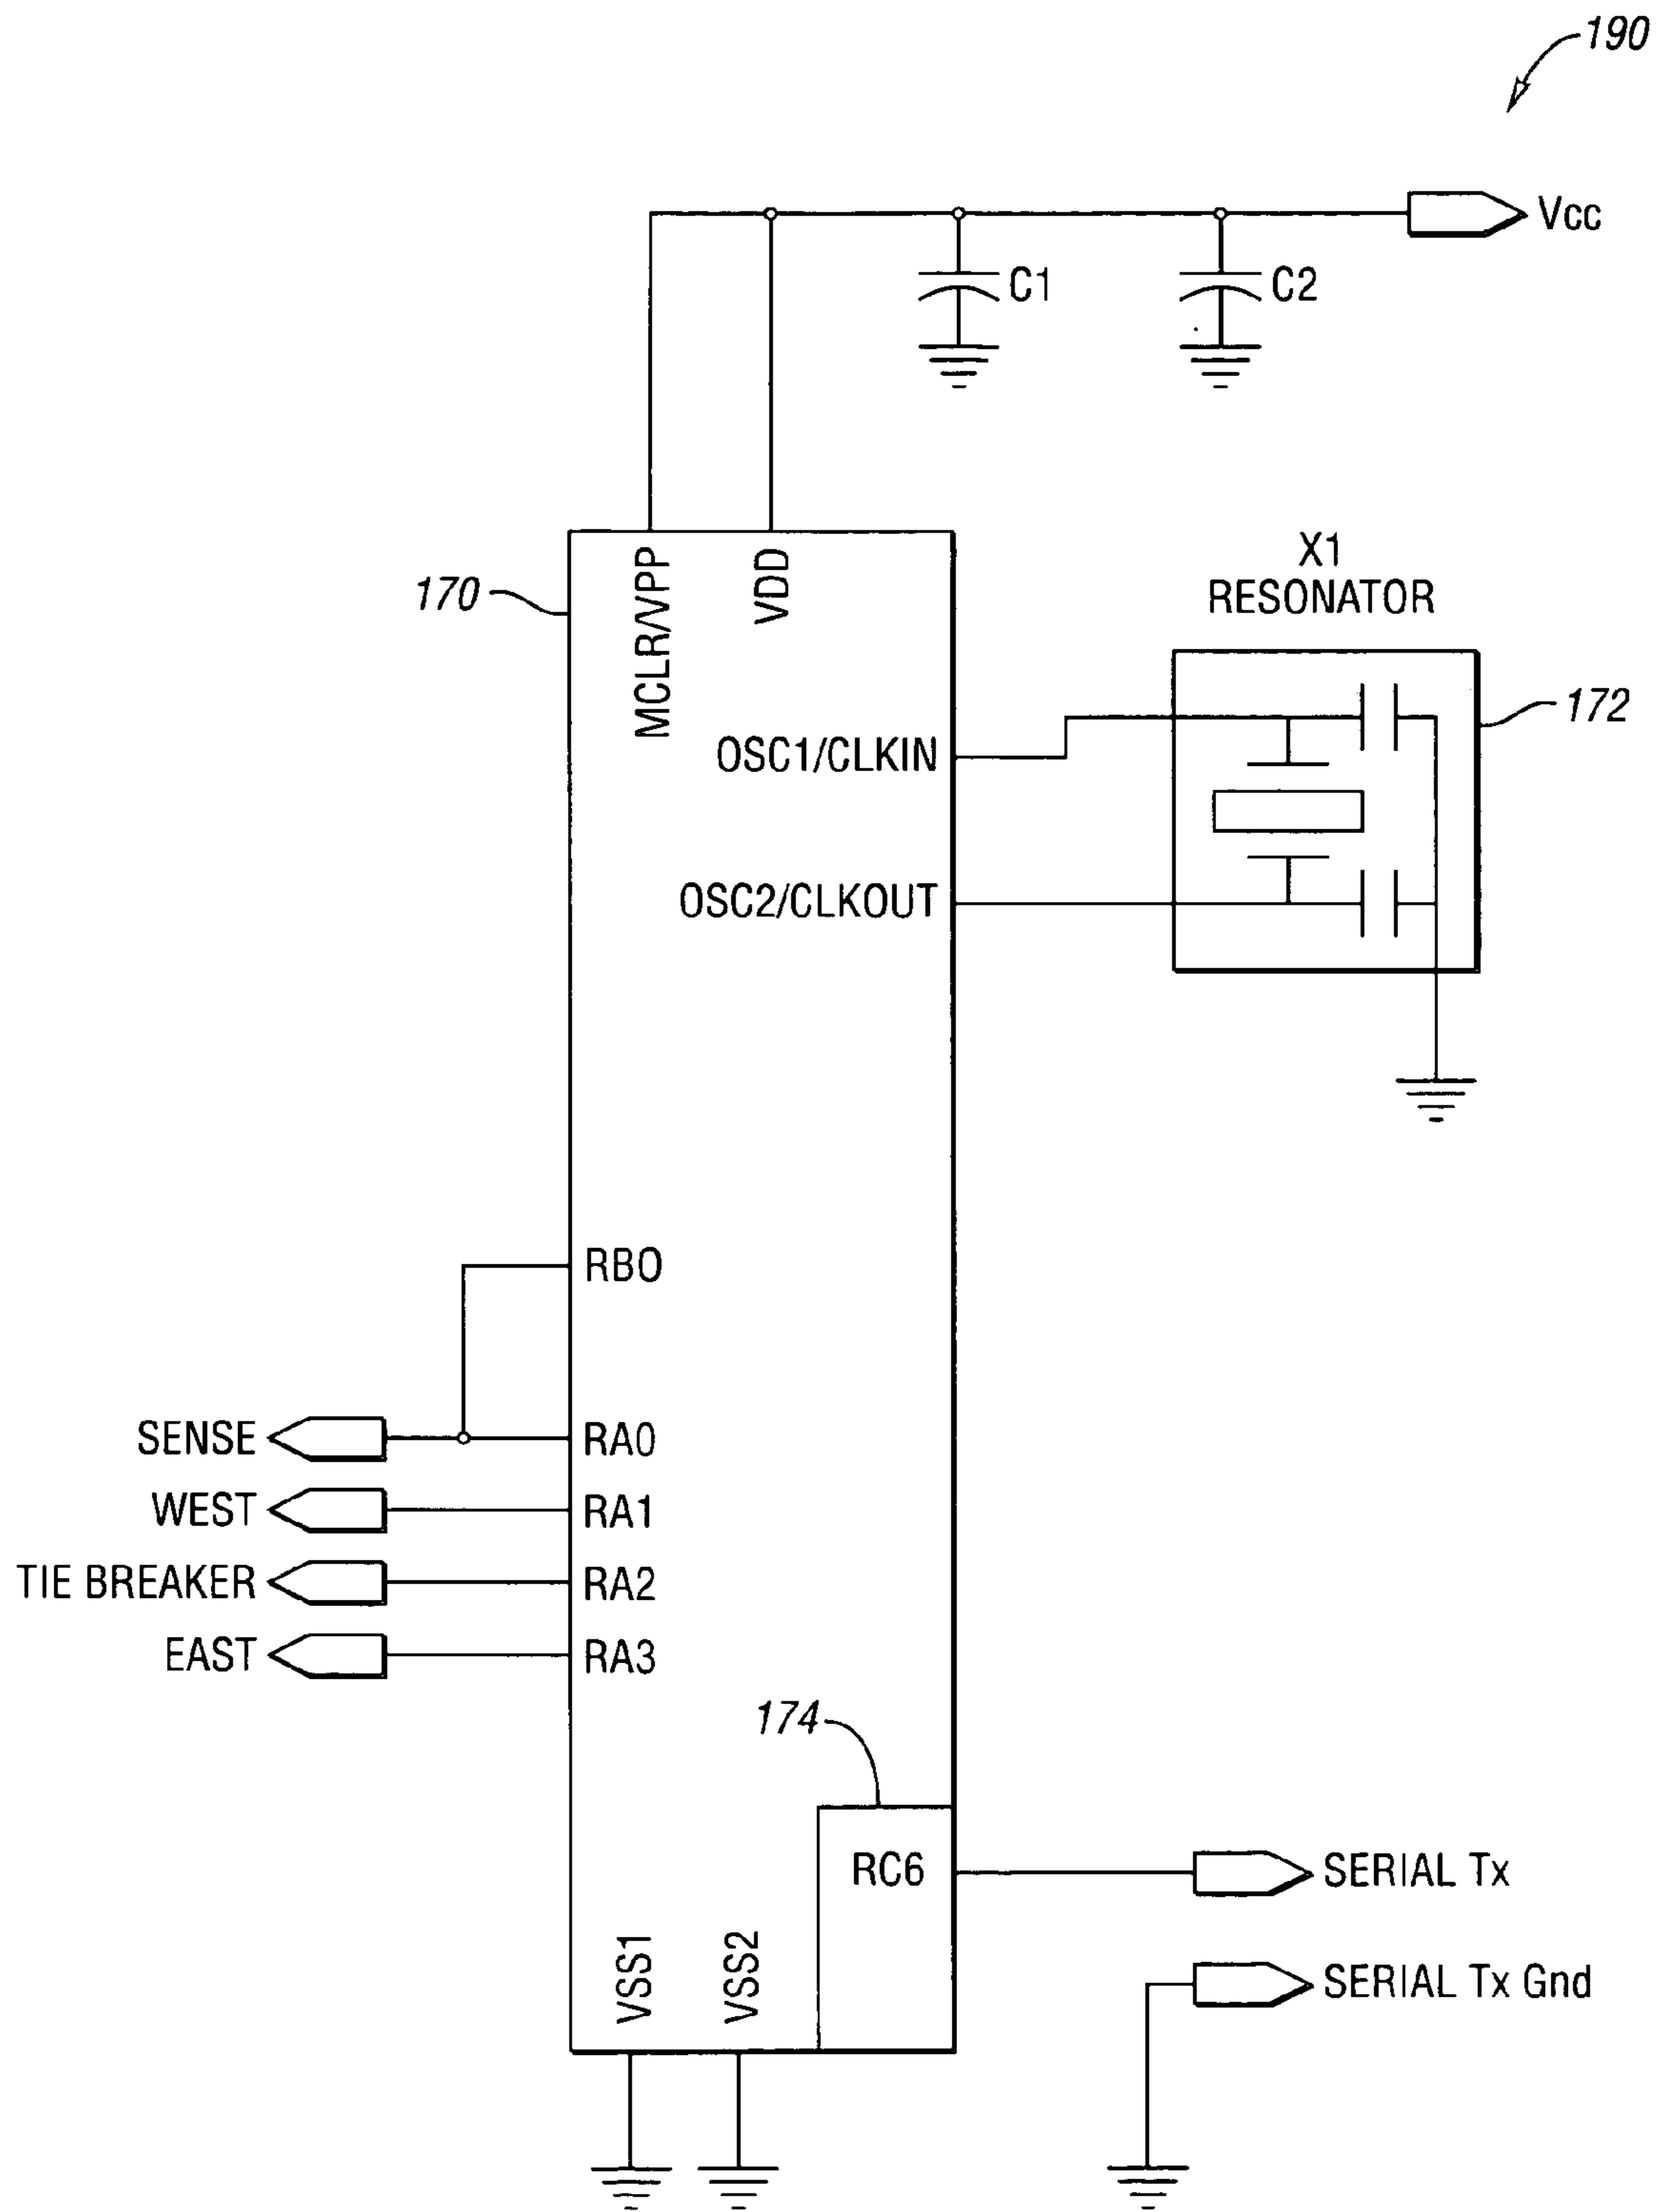 190
Vcc
C1
C2
170
MCLR/VPP
VDD
X1
RESONATOR
172
OSC1/CLKIN
OSC2/CLKOUT
RBO
SENSE
RA0
WEST
RA1
TIE BREAKER
RA2
EAST
RA3
174
RC6
SERIAL Tx
VSS1
VSS2
SERIAL Tx Gnd